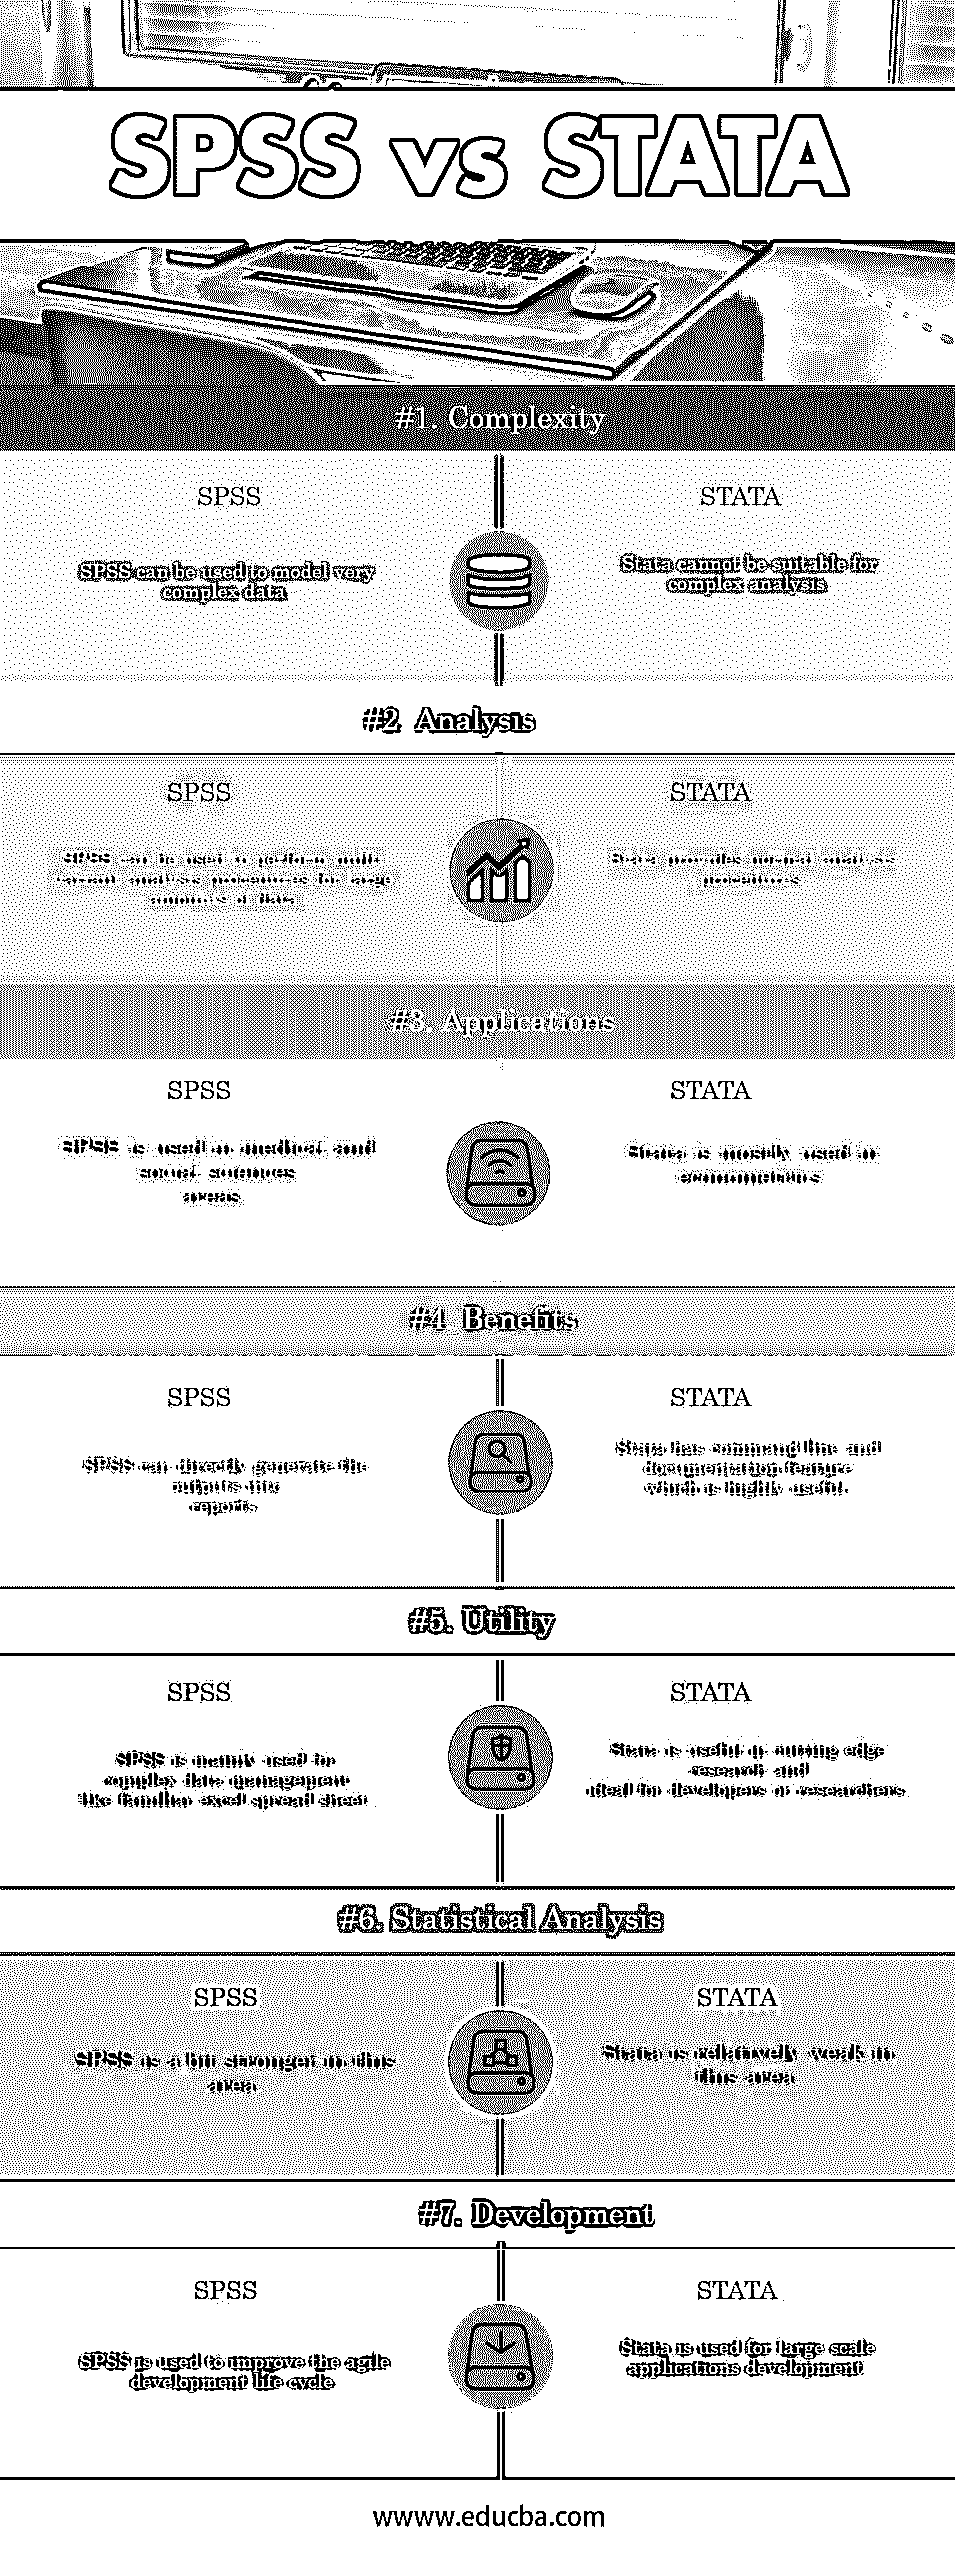 SPSS vs STATA
#1. Complexity
SPSS
SPSS can be used to model very
complex data
STATA
Stata cannot be suitable for
complex analysis
#2 Analysis
SPSS
SPSS can be used to perform multi
variant analysis procedures for large
amounts of data
STATA
Stata provides normal analysis
procedures
#3. Applications
SPSS
SPSS is used in medical and
social sciences
areas
STATA
Stata is mostly used in
econometrics
#4 Benefits
SPSS
SPSS can directly generate the
outputs into
reports
STATA
Stata has command line and
documentation feature
which is highly useful.
#5. Utility
SPSS
SPSS is mainly used for
complex data management
like familiar excel spread sheet
STATA
Stata is useful in cutting edge
research and
ideal for developers or researchers
#6. Statistical Analysis
SPSS
SPSS is a bit stronger in this
area
STATA
Stata is relatively weak in
this area
#7. Development
SPSS
SPSS is used to improve the agile
development life cycle
STATA
Stata is used for large scale
applications development
wwww.educba.com